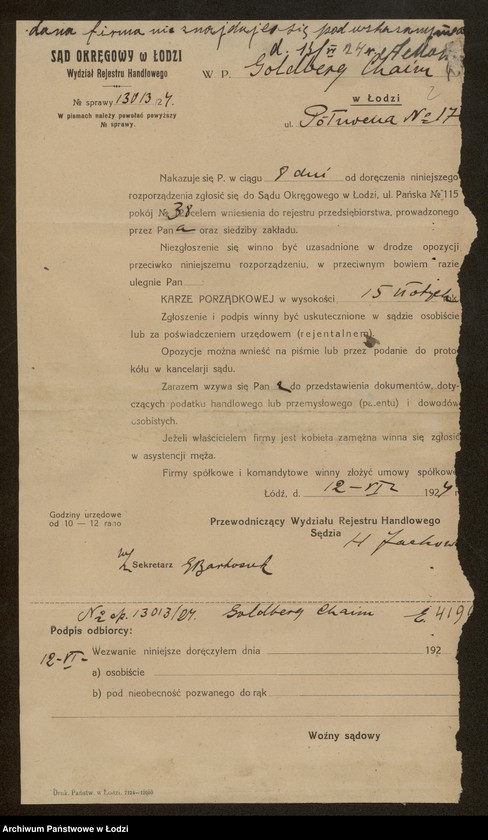 dana firma nie znajduje się pod wskazanym
d. 13/VI 24 r.
SĄD OKRĘGOWY w ŁODZI
Wydział Rejestru Handlowego
W P. Goldberg Chaim
№ sprawy 13013/24.
w Łodzi
W pismach należy powołać powyższy
№ sprawy.
ul. № 17
Nakazuje się P. w ciągu 8 dni od doręczenia niniejszego
rozporządzenia zgłosić się do Sądu Okręgowego w Łodzi, ul. Pańska № 115
pokój № 38 celem wniesienia do rejestru przedsiębiorstwa, prowadzonego
przez Pana oraz siedziby zakładu.
Niezgłoszenie się winno być uzasadnione w drodze opozycji
przeciwko niniejszemu rozporządzeniu, w przeciwnym bowiem razie
ulegnie Pan
KARZE PORZĄDKOWEJ w wysokości 15 złotych
Zgłoszenie i podpis winny być uskutecznione w sądzie osobiście
lub za poświadczeniem urzędowem (rejentalnem).
Opozycje można wnieść na piśmie lub przez podanie do proto-
kółu w kancelarji sądu.
Zarazem wzywa się Pana do przedstawienia dokumentów, doty-
czących podatku handlowego lub przemysłowego (patentu) i dowodów
osobistych.
Jeżeli właścicielem firmy jest kobieta zamężna winna się zgłosić
w asystencji męża.
Firmy spółkowe i komandytowe winny złożyć umowy spółkowe
Łódź, d. 12-VI 1924 r
Godziny urzędowe
od 10 — 12 rano
Przewodniczący Wydziału Rejestru Handlowego
Sędzia
Sekretarz
№ sp. 13013/24. Goldberg Chaim
Podpis odbiorcy:
12-VI- Wezwanie niniejsze doręczyłem dnia 192
a) osobiście
b) pod nieobecność pozwanego do rąk
Woźny sądowy
Druk. Państw. w Łodzi.
Archiwum Państwowe w Łodzi